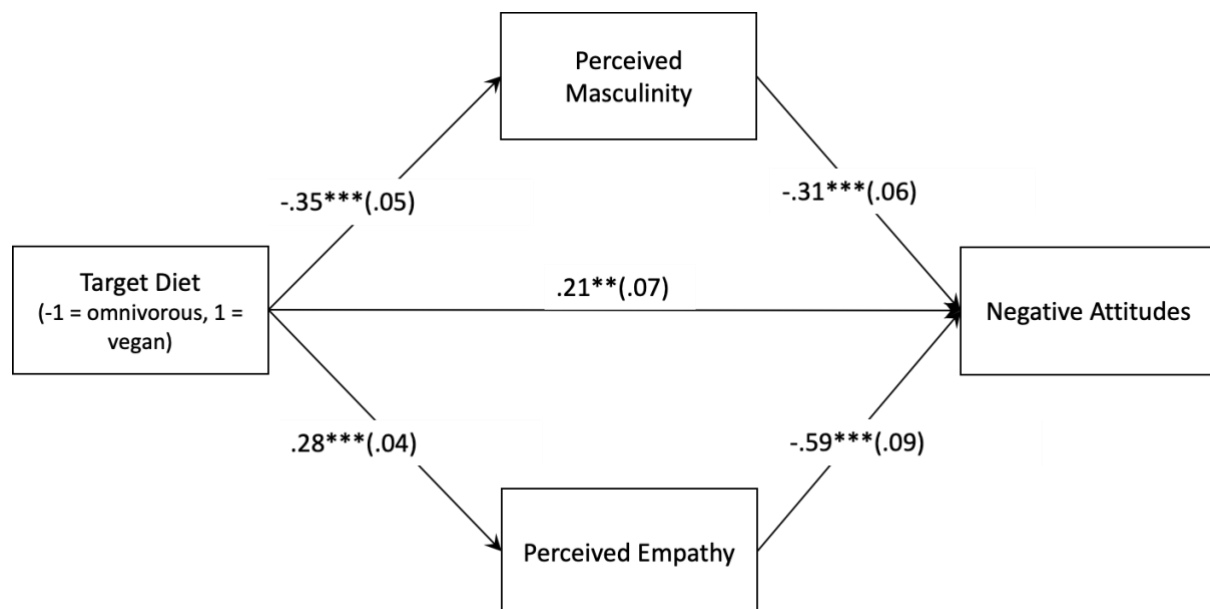 Perceived
Masculinity
-.35***(.05)
-.31***(.06)
Target Diet
(-1 = omnivorous, 1 =
vegan)
.21**(.07)
Negative Attitudes
.28***(.04)
-.59***(.09)
Perceived Empathy